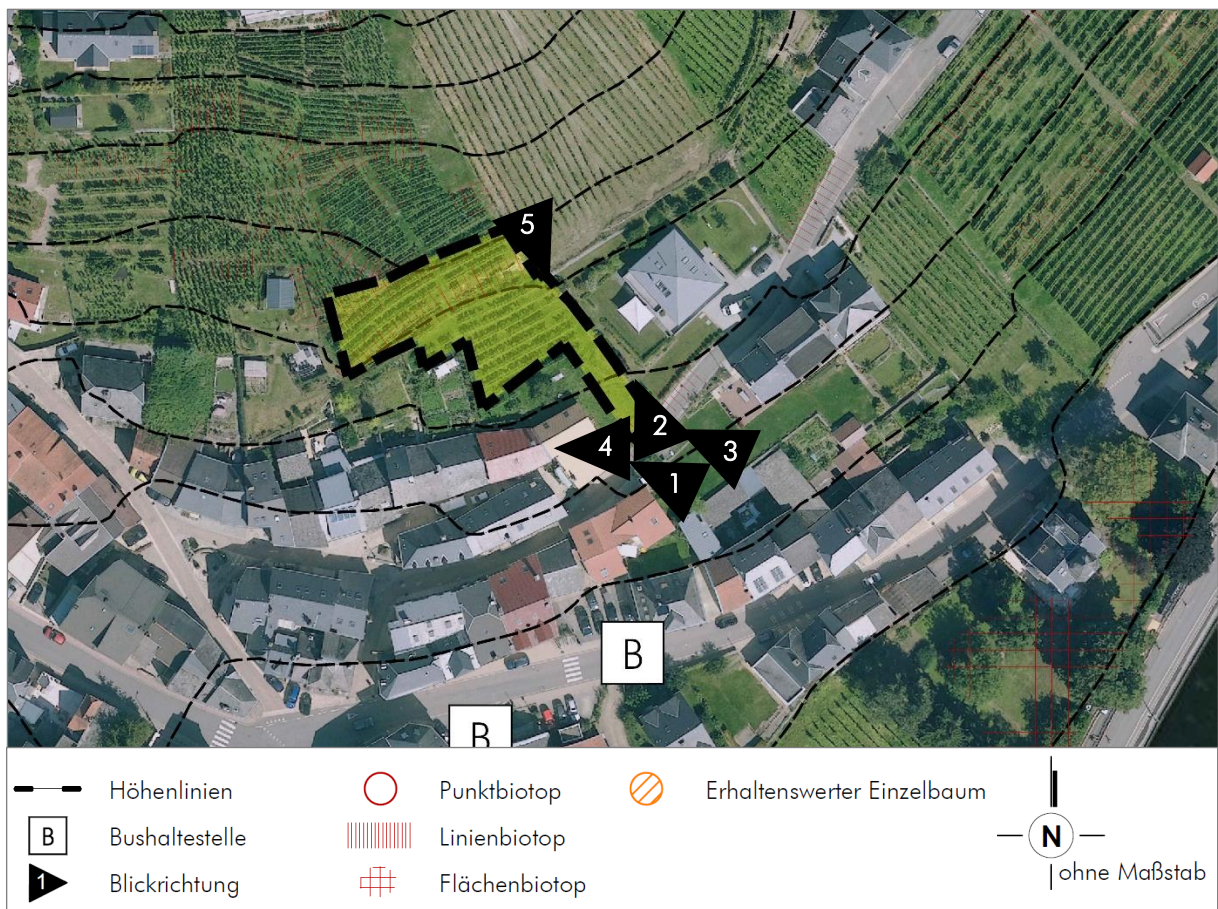 5
2
4
3
1
B
B
Höhenlinien
Punktbiotop
Erhaltenswerter Einzelbaum
B
Bushaltestelle
Linienbiotop
N
1
Blickrichtung
Flächenbiotop
ohne Maßstab